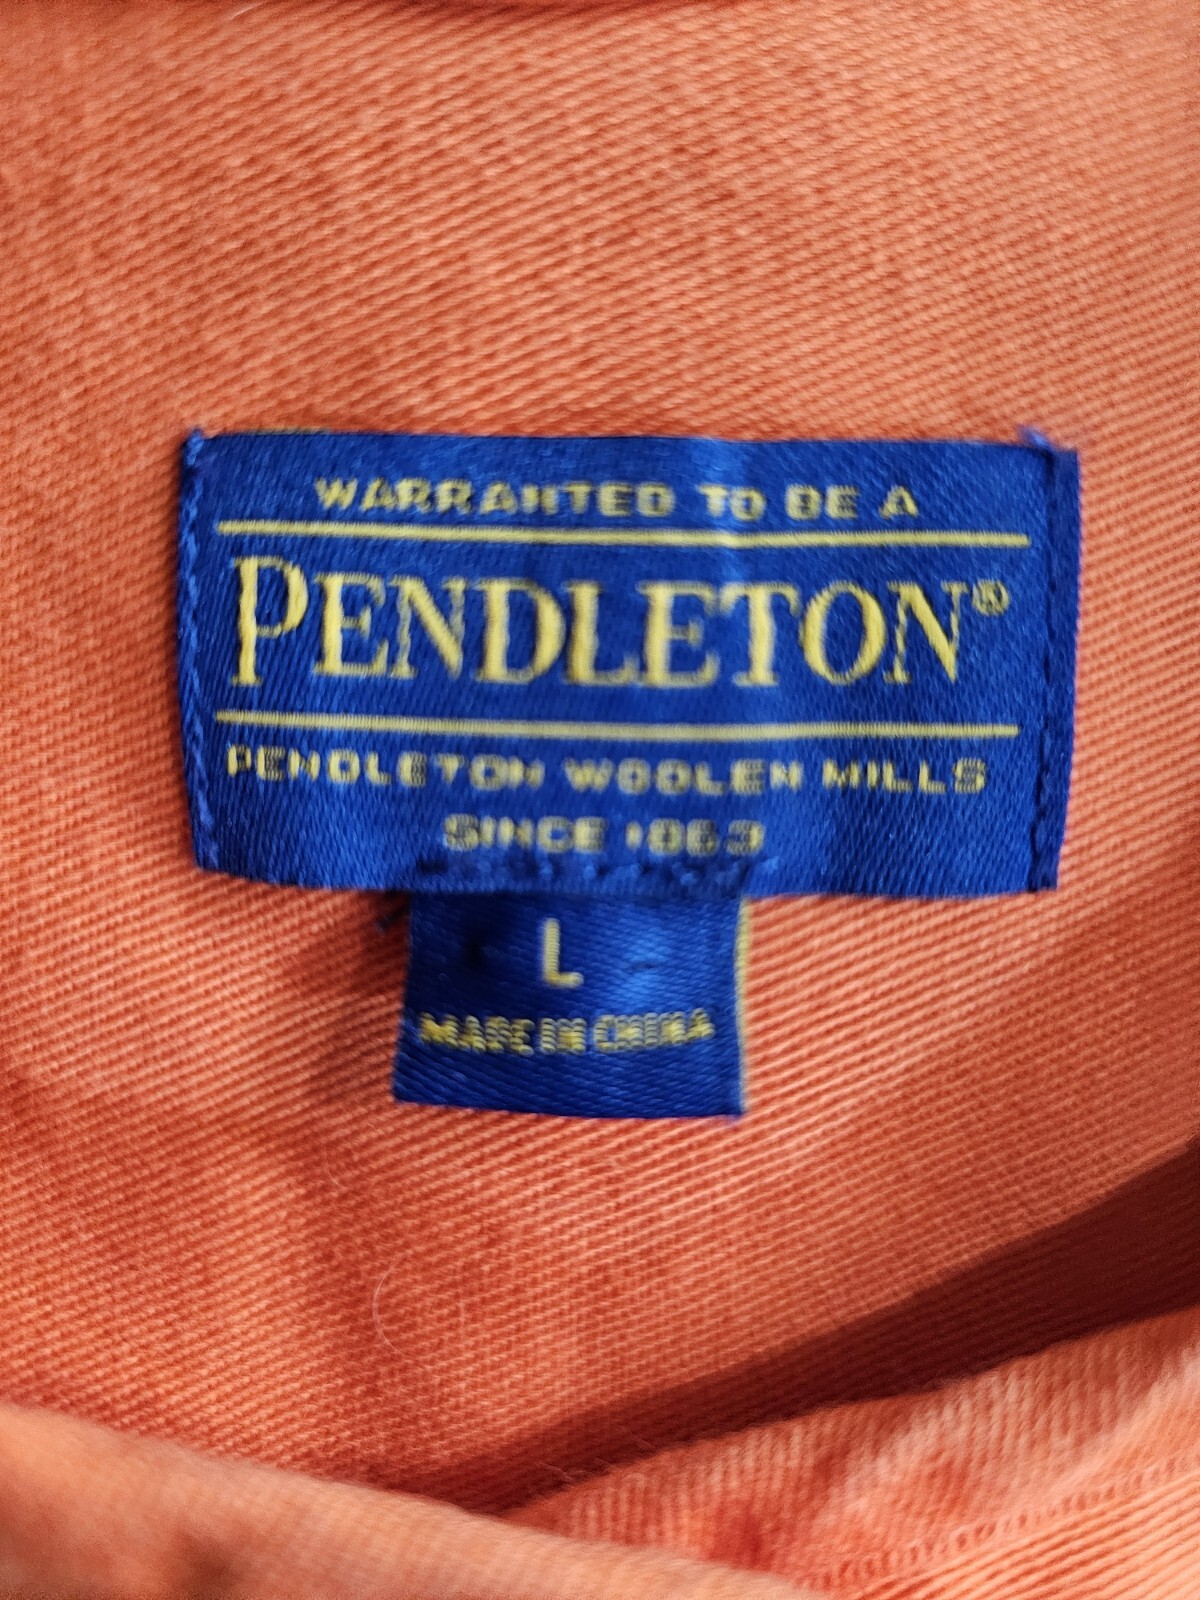 WARRANTED TO BE A
PENDLETON®
PENDLETON WOOLEN MILLS
SINCE 1863
L
MADE IN CHINA